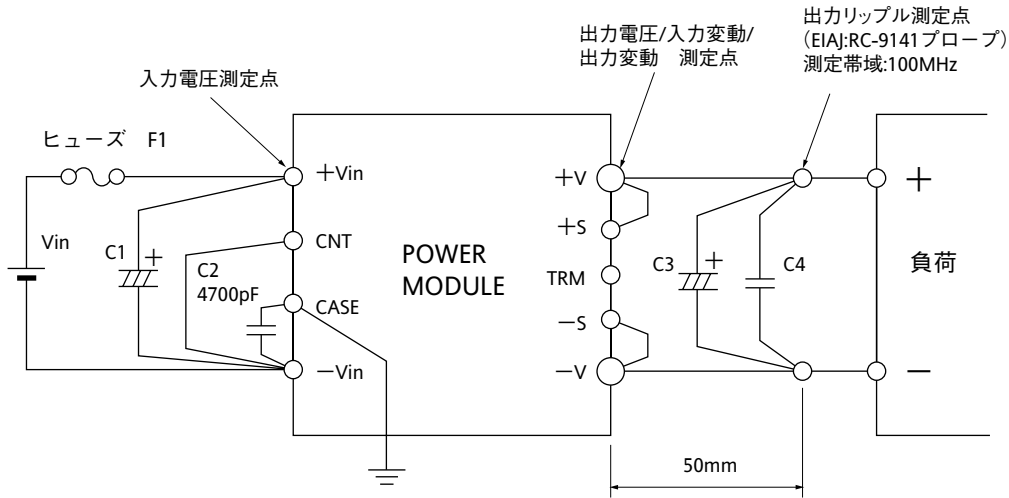 出力電圧/入力変動/
出力変動　測定点
出力リップル測定点
(EIAJ:RC-9141プローブ)
測定帯域:100MHz
入力電圧測定点
ヒューズ　F1
＋Vin
＋V
＋
Vin
C1
＋
CNT
C2
4700pF
CASE
－Vin
POWER
MODULE
＋S
TRM
－S
－V
C3
＋
C4
負荷
－
50mm